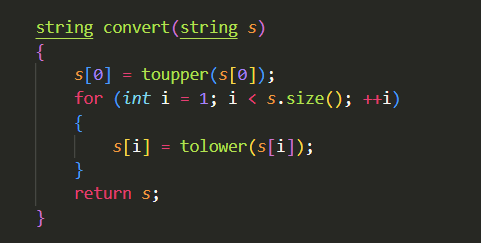 string convert(string s)
{
    s[0] = toupper(s[0]);
    for (int i = 1; i < s.size(); ++i)
    {
        s[i] = tolower(s[i]);
    }
    return s;
}